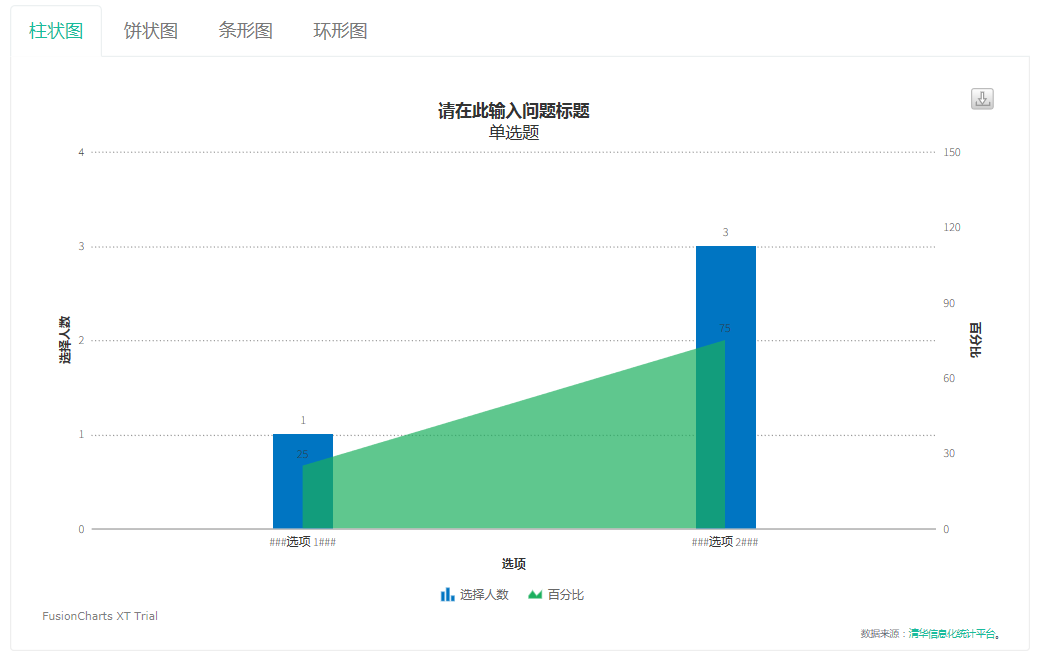 柱状图 饼状图 条形图 环形图
请在此输入问题标题
单选题
4
3
2
1
0
选择人数
150
120
90
60
30
0
百分比
1
25
3
75
###选项 1###
###选项 2###
选项
选择人数 百分比
FusionCharts XT Trial
数据来源：清华信息化统计平台。